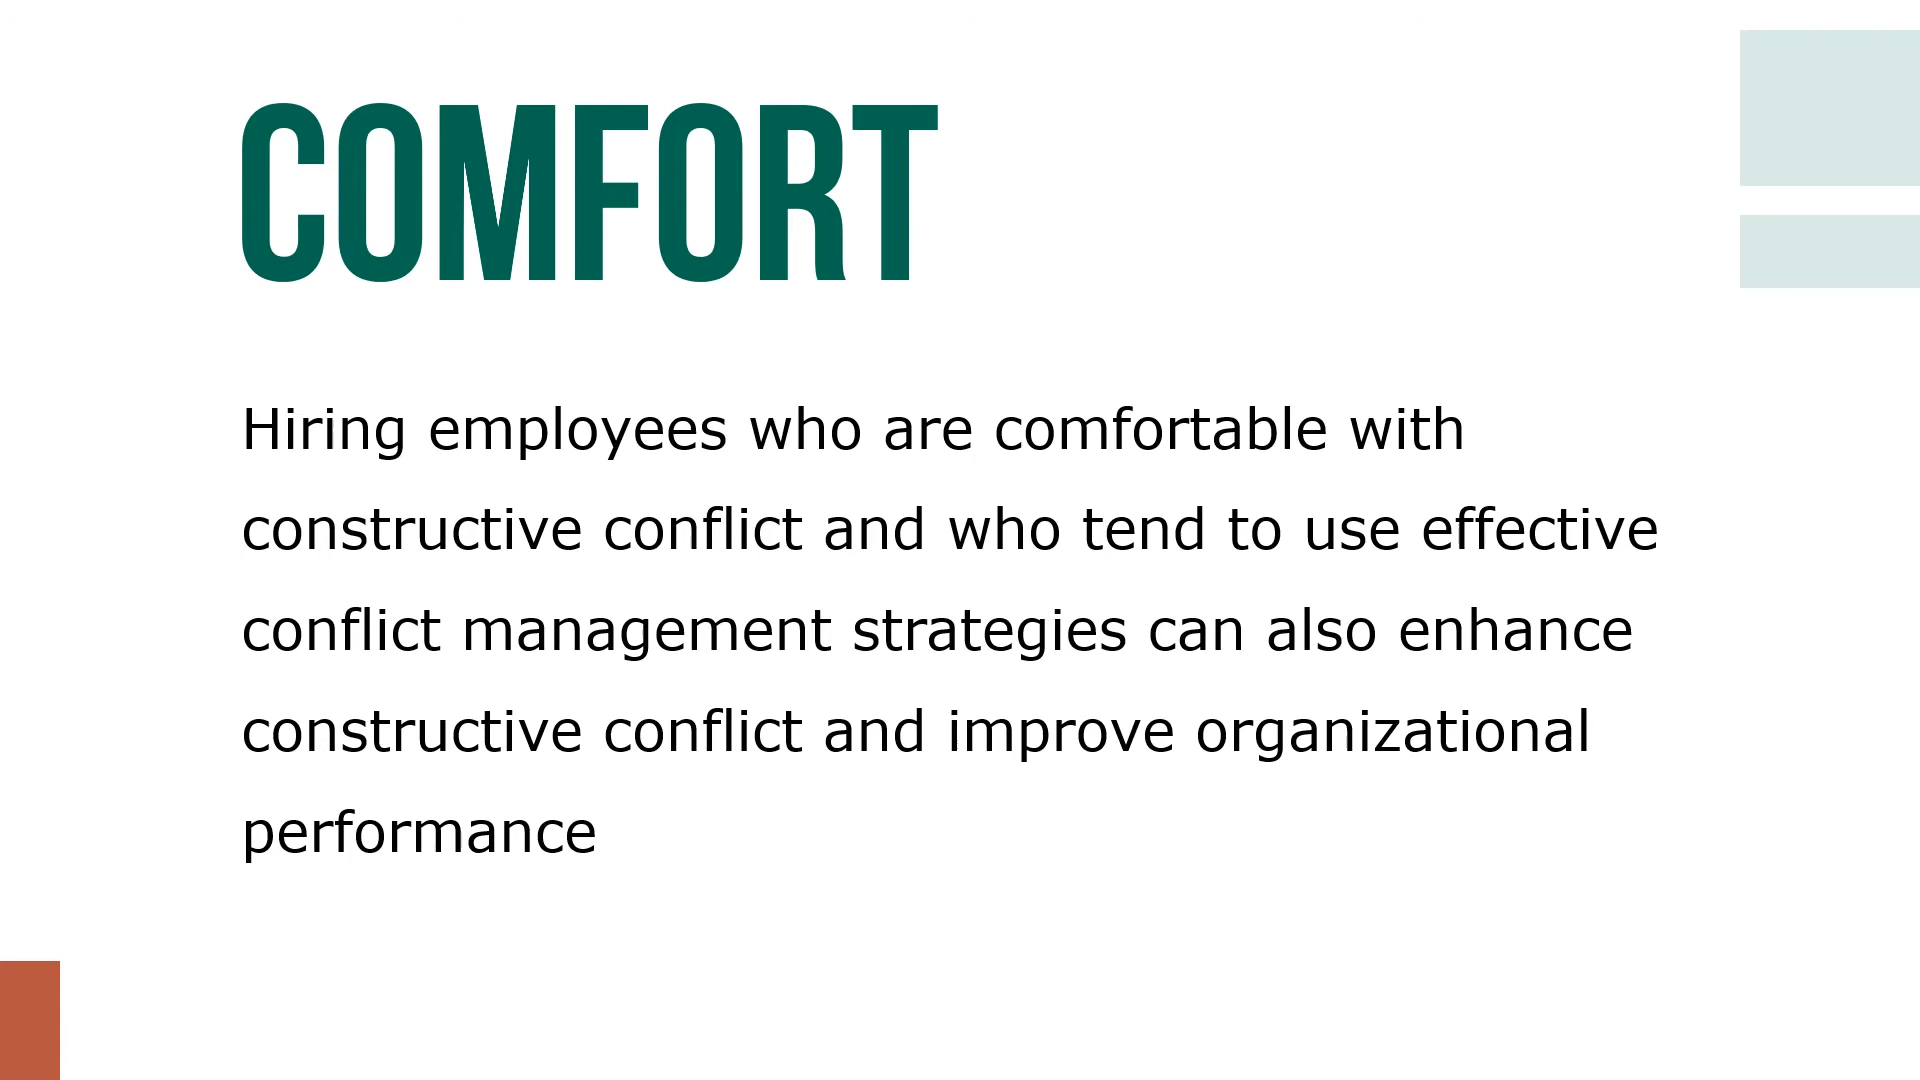 COMFORT
Hiring employees who are comfortable with
constructive conflict and who tend to use effective
conflict management strategies can also enhance
constructive conflict and improve organizational
performance